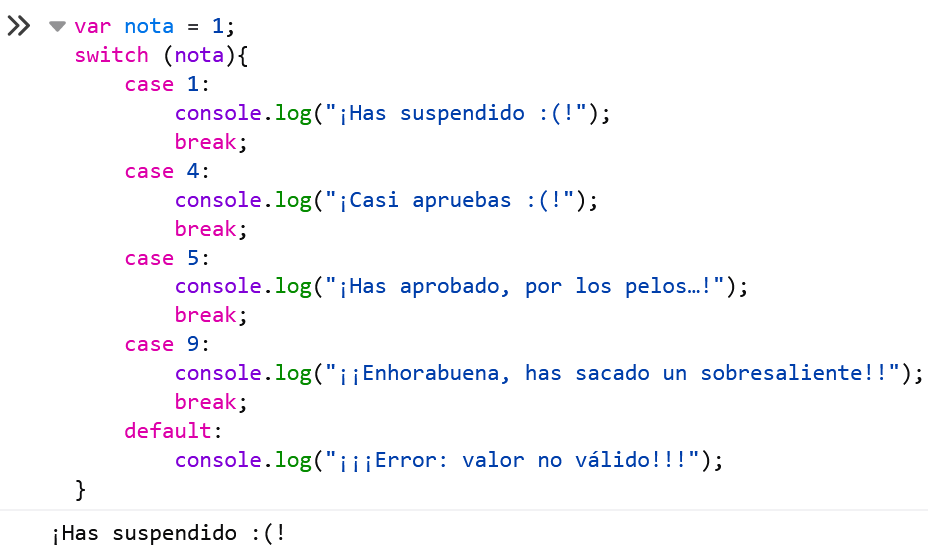 var nota = 1;
switch (nota){
    case 1:
        console.log("¡Has suspendido :(!");
        break;
    case 4:
        console.log("¡Casi apruebas :(!");
        break;
    case 5:
        console.log("¡Has aprobado, por los pelos…!");
        break;
    case 9:
        console.log("¡¡Enhorabuena, has sacado un sobresaliente!!");
        break;
    default:
        console.log("¡¡¡Error: valor no válido!!!");
}
¡Has suspendido :(!